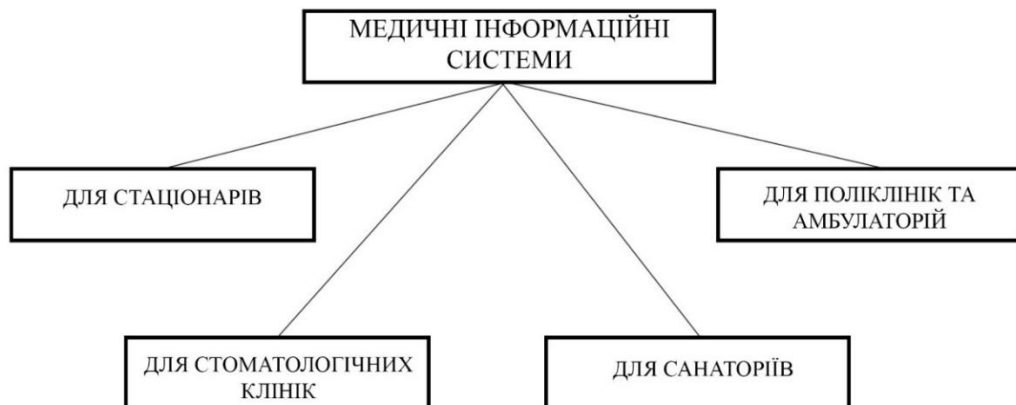 МЕДИЧНІ ІНФОРМАЦІЙНІ
СИСТЕМИ
ДЛЯ СТАЦІОНАРІВ
ДЛЯ ПОЛІКЛІНІК ТА
АМБУЛАТОРІЙ
ДЛЯ СТОМАТОЛОГІЧНИХ
КЛІНІК
ДЛЯ САНАТОРІЇВ